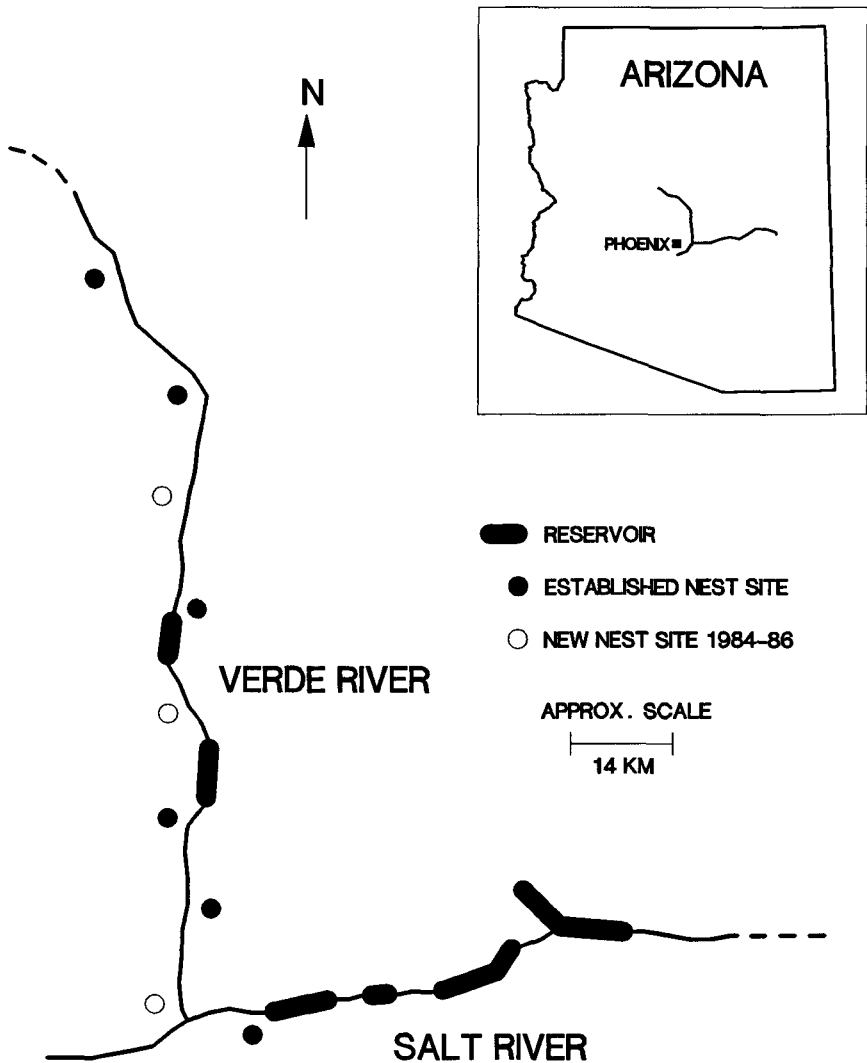 ARIZONA
N
PHOENIX
RESERVOIR
ESTABLISHED NEST SITE
NEW NEST SITE 1984-86
VERDE RIVER
APPROX. SCALE
14 KM
SALT RIVER